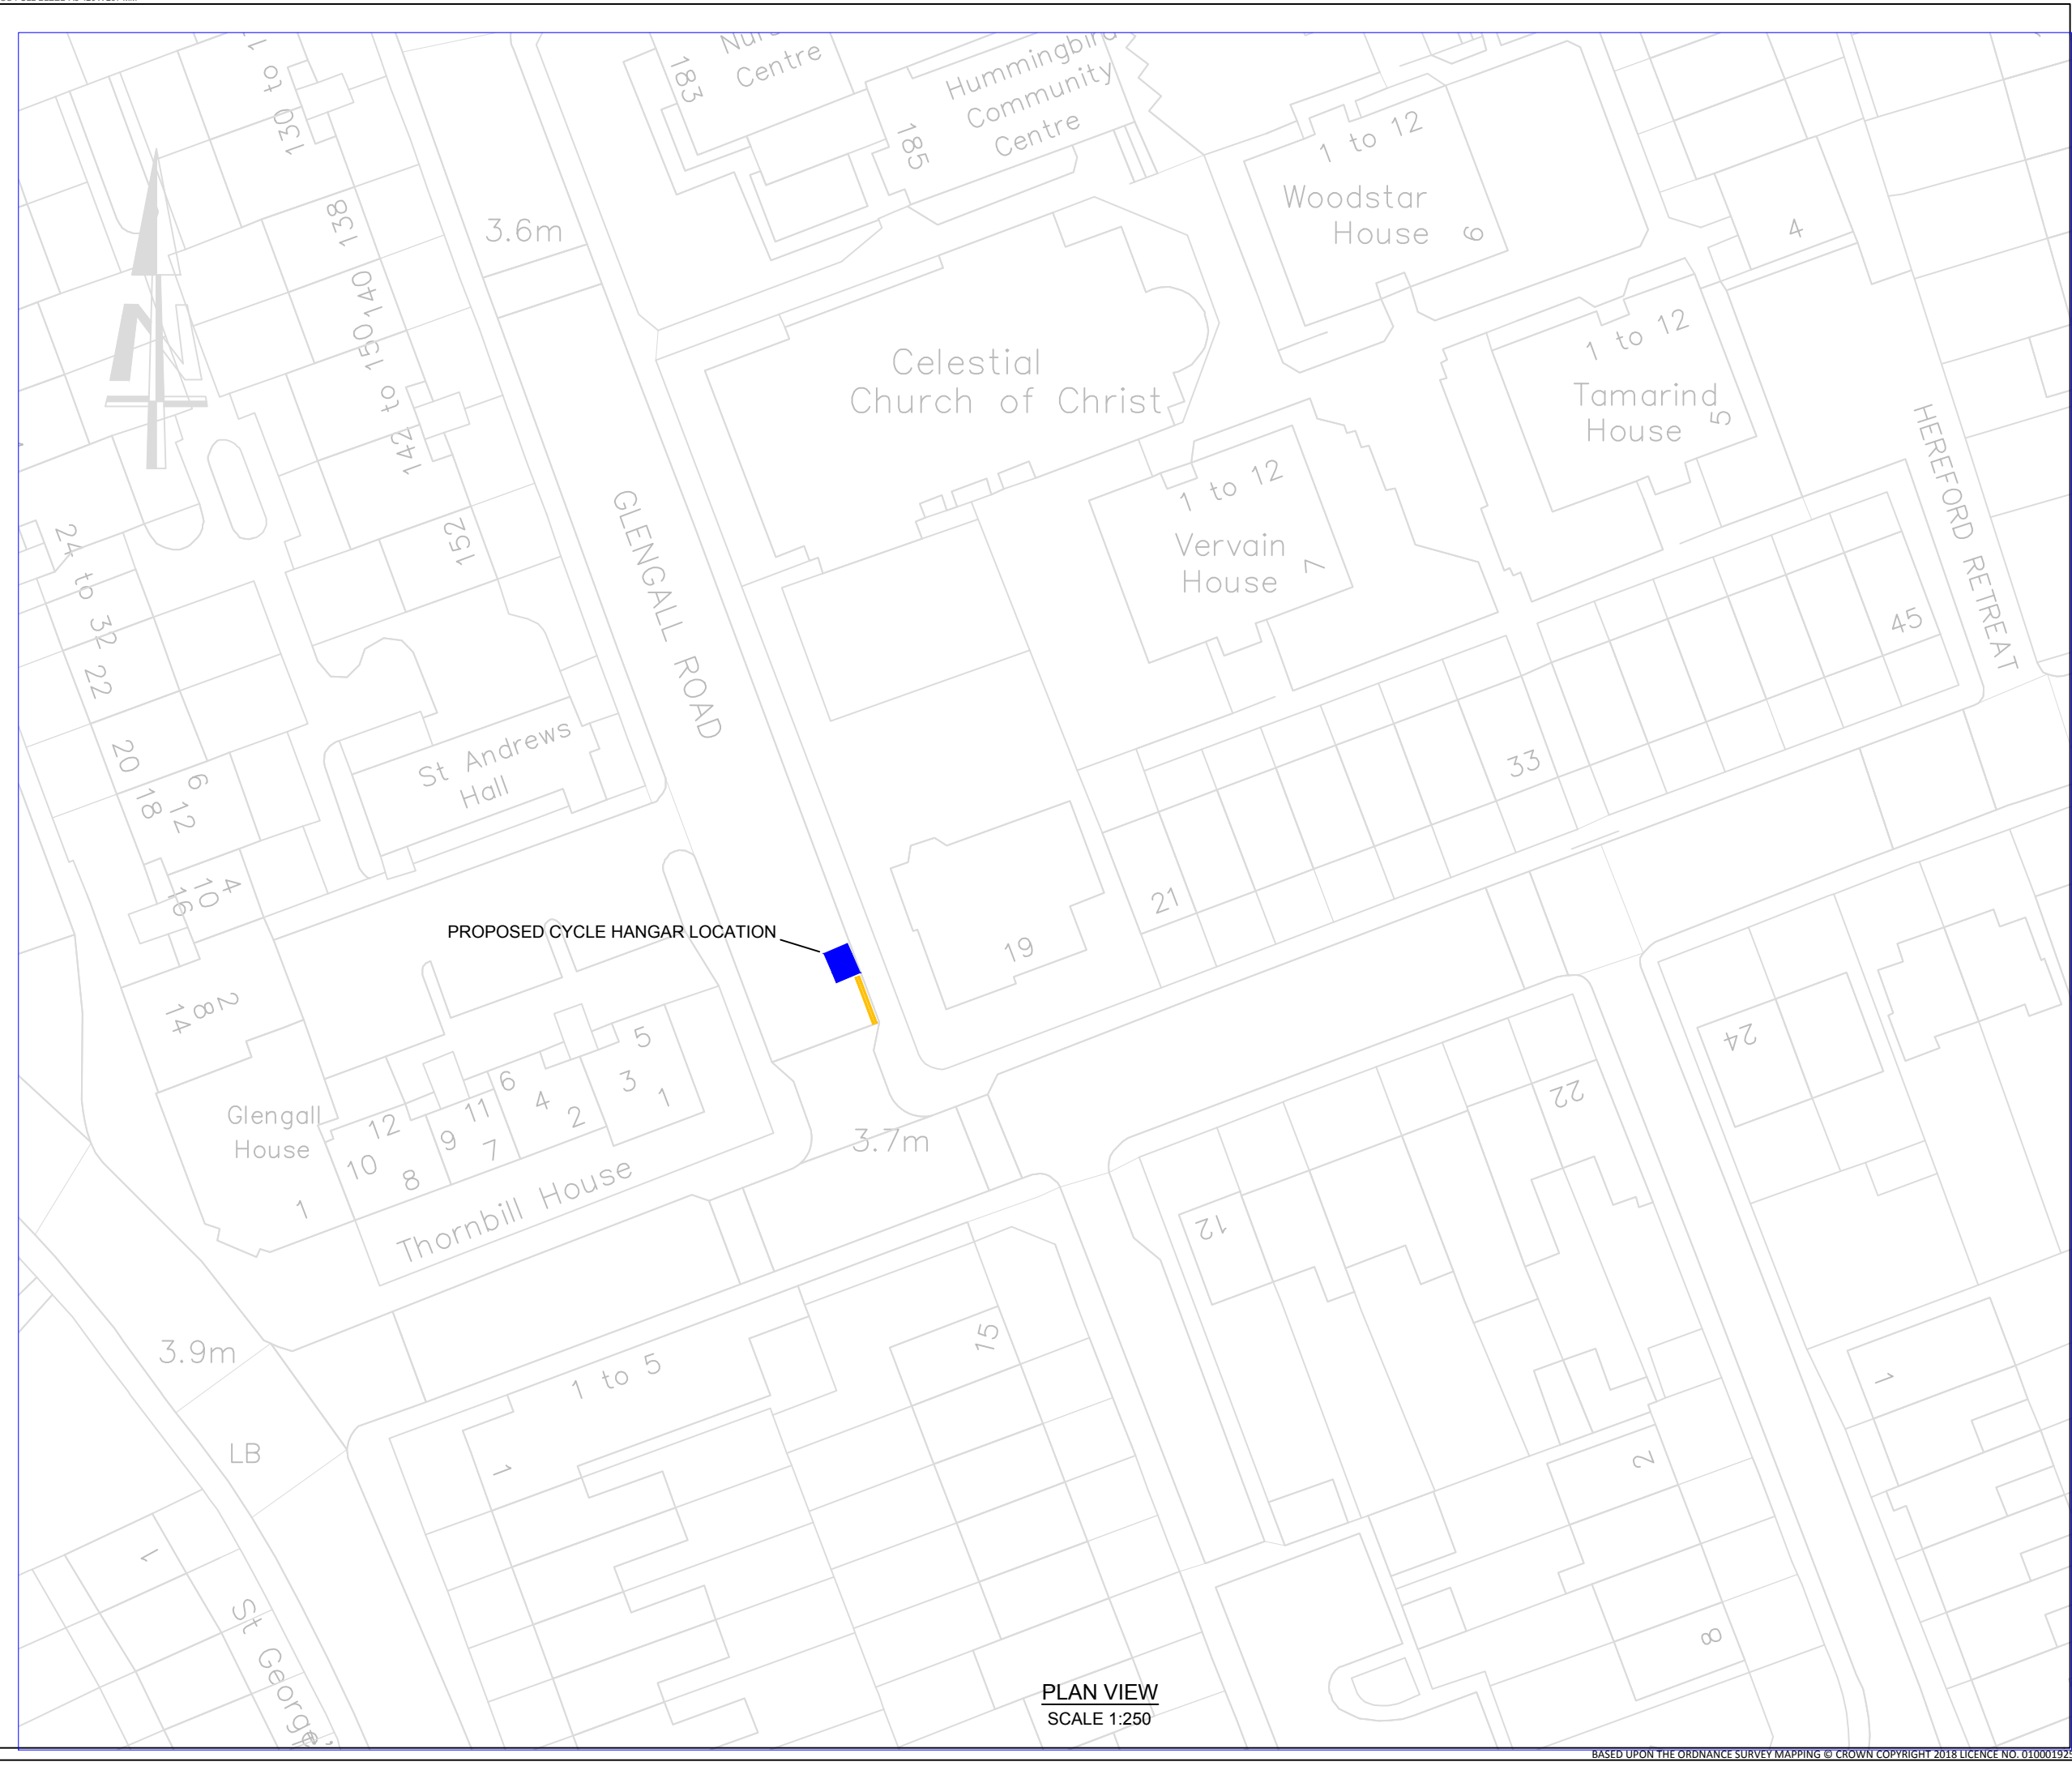 1 to 130
183
Centre
Hummingbird
Community
Centre
185
1 to 12
Woodstar
House
6
4
138
140
3.6m
N
142 to 150
Celestial
Church of Christ
1 to 12
Tamarind
House
5
HEREFORD RETREAT
152
GLENGALL ROAD
1 to 12
Vervain
House
7
24 to 32
22
20
18
16
14
6
12
4
10
2
8
45
33
St Andrews
Hall
21
19
PROPOSED CYCLE HANGAR LOCATION
24
22
Glengall
House
1
12
10
8
9
11
7
6
4
2
5
3
1
Thornbill House
3.7m
12
3.9m
15
1 to 5
1
LB
1
2
1
8
St George'
PLAN VIEW
SCALE 1:250
BASED UPON THE ORDNANCE SURVEY MAPPING © CROWN COPYRIGHT 2018 LICENCE NO. 010001925